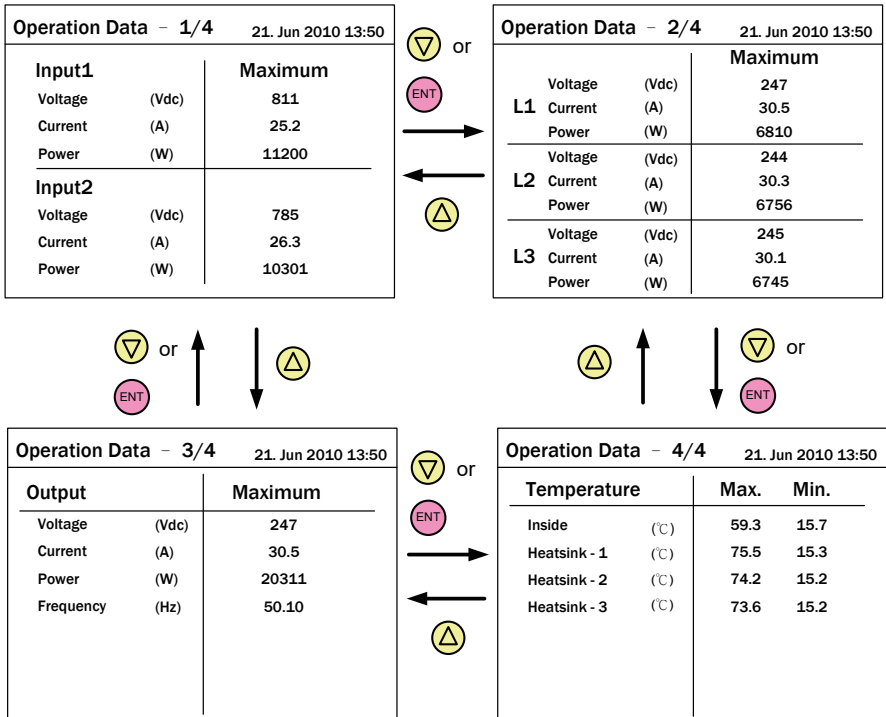 Operation Data – 1/4 21. Jun 2010 13:50
Input1 Maximum
Voltage (Vdc) 811
Current (A) 25.2
Power (W) 11200
Input2
Voltage (Vdc) 785
Current (A) 26.3
Power (W) 10301
or
ENT
Operation Data – 2/4 21. Jun 2010 13:50
Maximum
Voltage (Vdc) 247
L1 Current (A) 30.5
Power (W) 6810
Voltage (Vdc) 244
L2 Current (A) 30.3
Power (W) 6756
Voltage (Vdc) 245
L3 Current (A) 30.1
Power (W) 6745
or
ENT
or
ENT
Operation Data – 3/4 21. Jun 2010 13:50
Output Maximum
Voltage (Vdc) 247
Current (A) 30.5
Power (W) 20311
Frequency (Hz) 50.10
or
ENT
Operation Data – 4/4 21. Jun 2010 13:50
Temperature Max. Min.
Inside (℃) 59.3 15.7
Heatsink - 1 (℃) 75.5 15.3
Heatsink - 2 (℃) 74.2 15.2
Heatsink - 3 (℃) 73.6 15.2